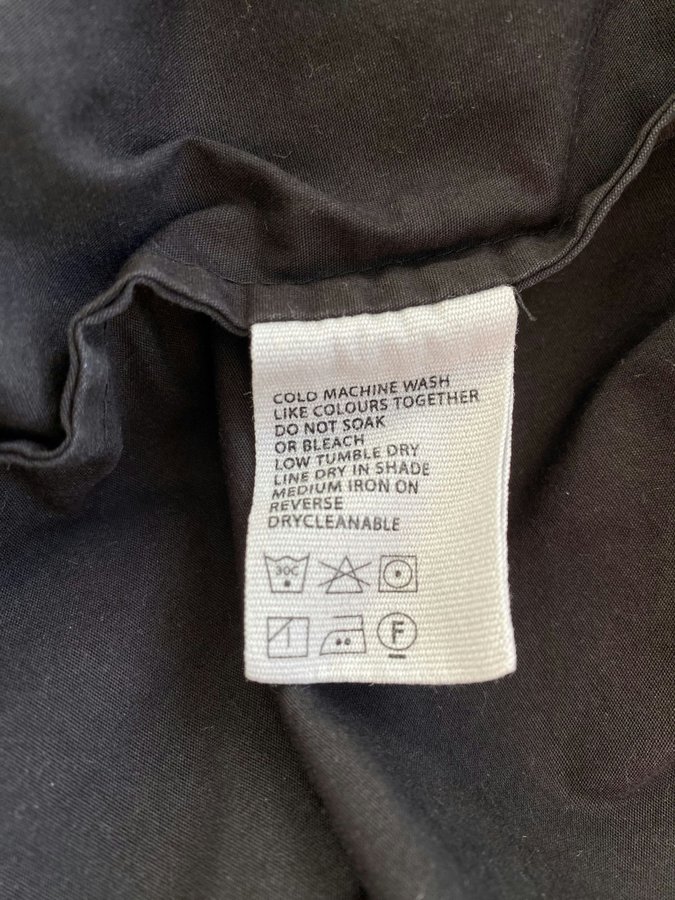 COLD MACHINE WASH
LIKE COLOURS TOGETHER
DO NOT SOAK
OR BLEACH
LOW TUMBLE DRY
LINE DRY IN SHADE
MEDIUM IRON ON
REVERSE
DRYCLEANABLE
30C
F